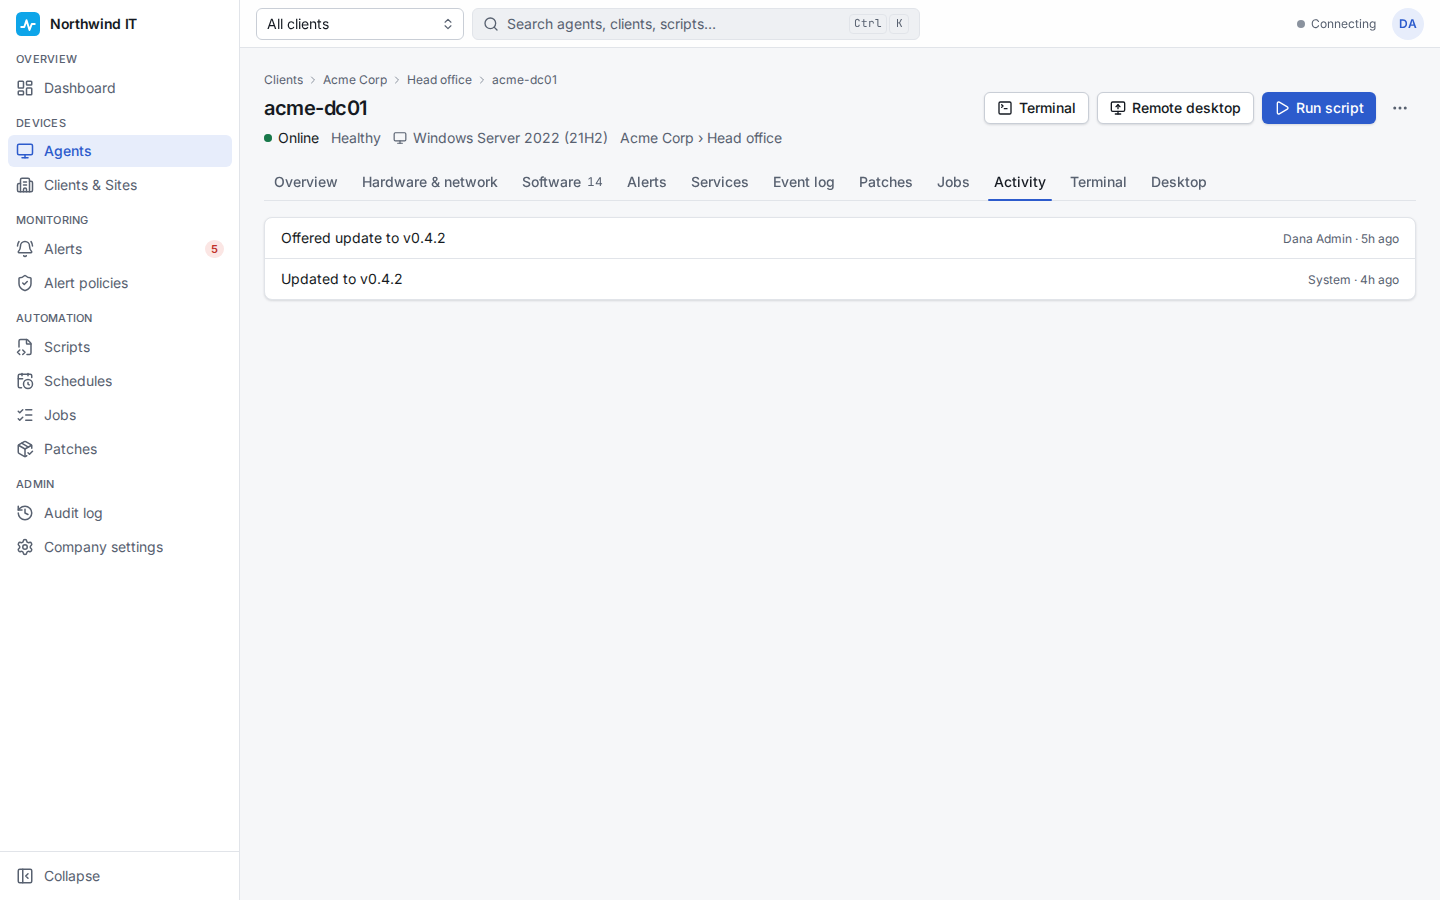 Northwind IT
All clients
Search agents, clients, scripts...
Ctrl K
Connecting
DA
OVERVIEW
Dashboard
DEVICES
Agents
Clients & Sites
MONITORING
Alerts
5
Alert policies
AUTOMATION
Scripts
Schedules
Jobs
Patches
ADMIN
Audit log
Company settings
Collapse
Clients > Acme Corp > Head office > acme-dc01
acme-dc01
Terminal
Remote desktop
Run script
Online Healthy Windows Server 2022 (21H2) Acme Corp › Head office
Overview Hardware & network Software 14 Alerts Services Event log Patches Jobs Activity Terminal Desktop
Offered update to v0.4.2
Dana Admin · 5h ago
Updated to v0.4.2
System · 4h ago